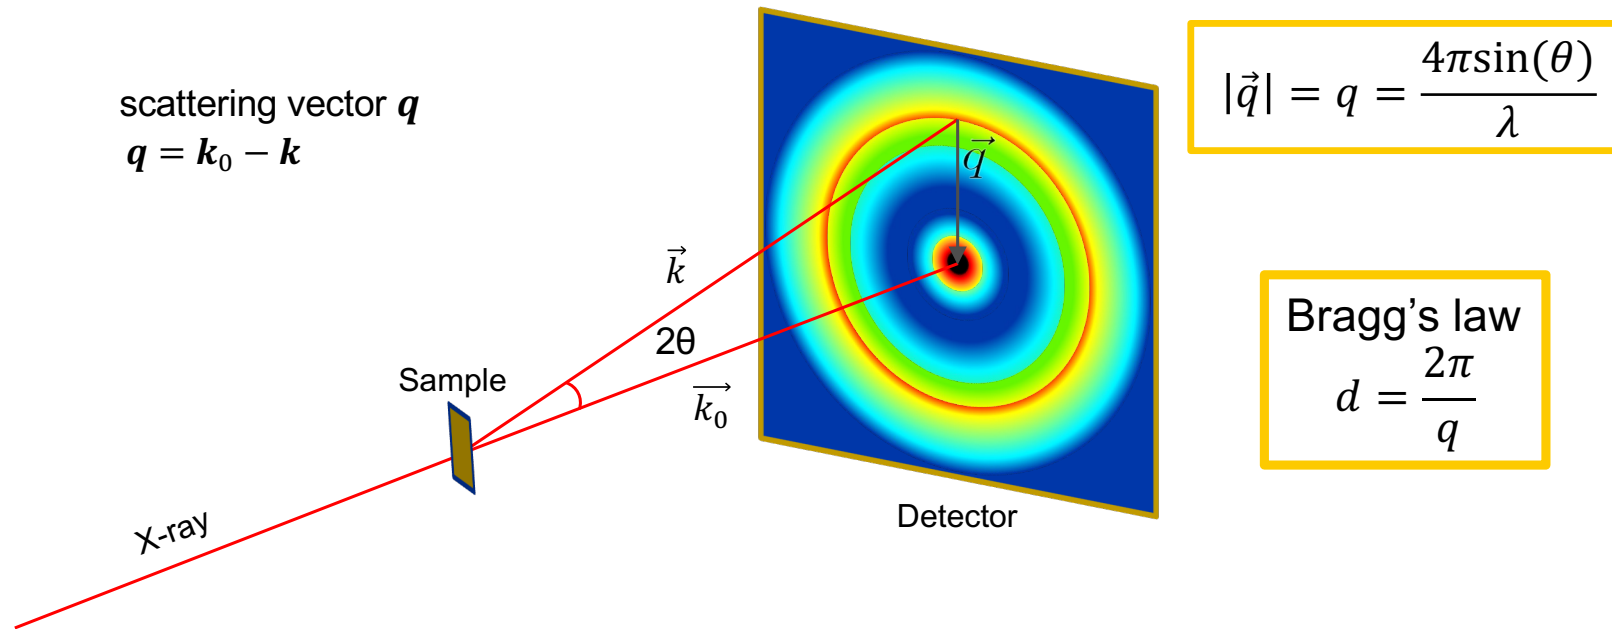 scattering vector 𝒒
𝒒 = 𝒌₀ − 𝒌
|q⃗| = q = 4πsin(θ)/λ
q⃗
k⃗
2θ
Sample
k₀⃗
Bragg's law
d = 2π/q
X-ray
Detector